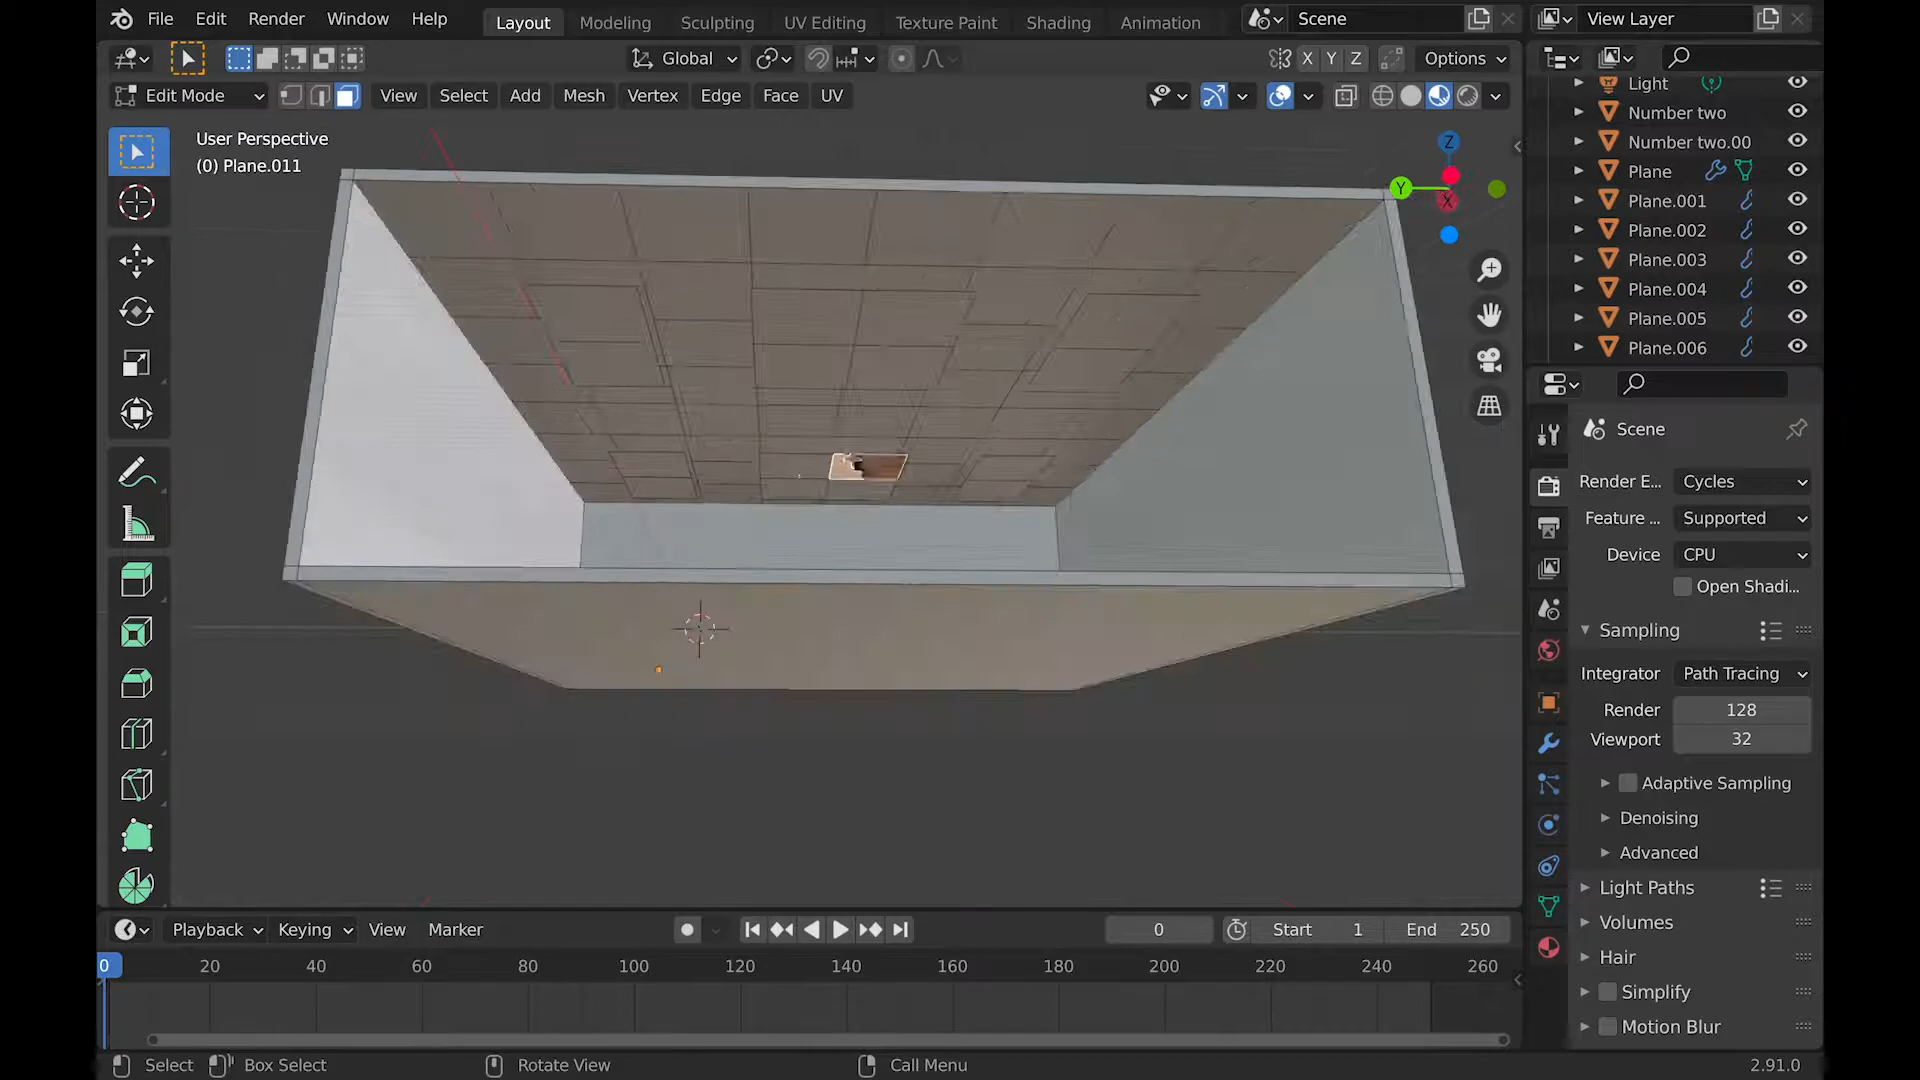 File Edit Render Window Help Layout Modeling Sculpting UV Editing Texture Paint Shading Animation Scene View Layer
Global X Y Z Options
Edit Mode View Select Add Mesh Vertex Edge Face UV
User Perspective
(0) Plane.011
Z
Y
X
Light
Number two
Number two.00
Plane
Plane.001
Plane.002
Plane.003
Plane.004
Plane.005
Plane.006
Scene
Render E... Cycles
Feature ... Supported
Device CPU
Open Shadi...
Sampling
Integrator Path Tracing
Render 128
Viewport 32
Adaptive Sampling
Denoising
Advanced
Light Paths
Volumes
Hair
Simplify
Motion Blur
Playback Keying View Marker 0 Start 1 End 250
0 20 40 60 80 100 120 140 160 180 200 220 240 260
Select Box Select Rotate View Call Menu 2.91.0